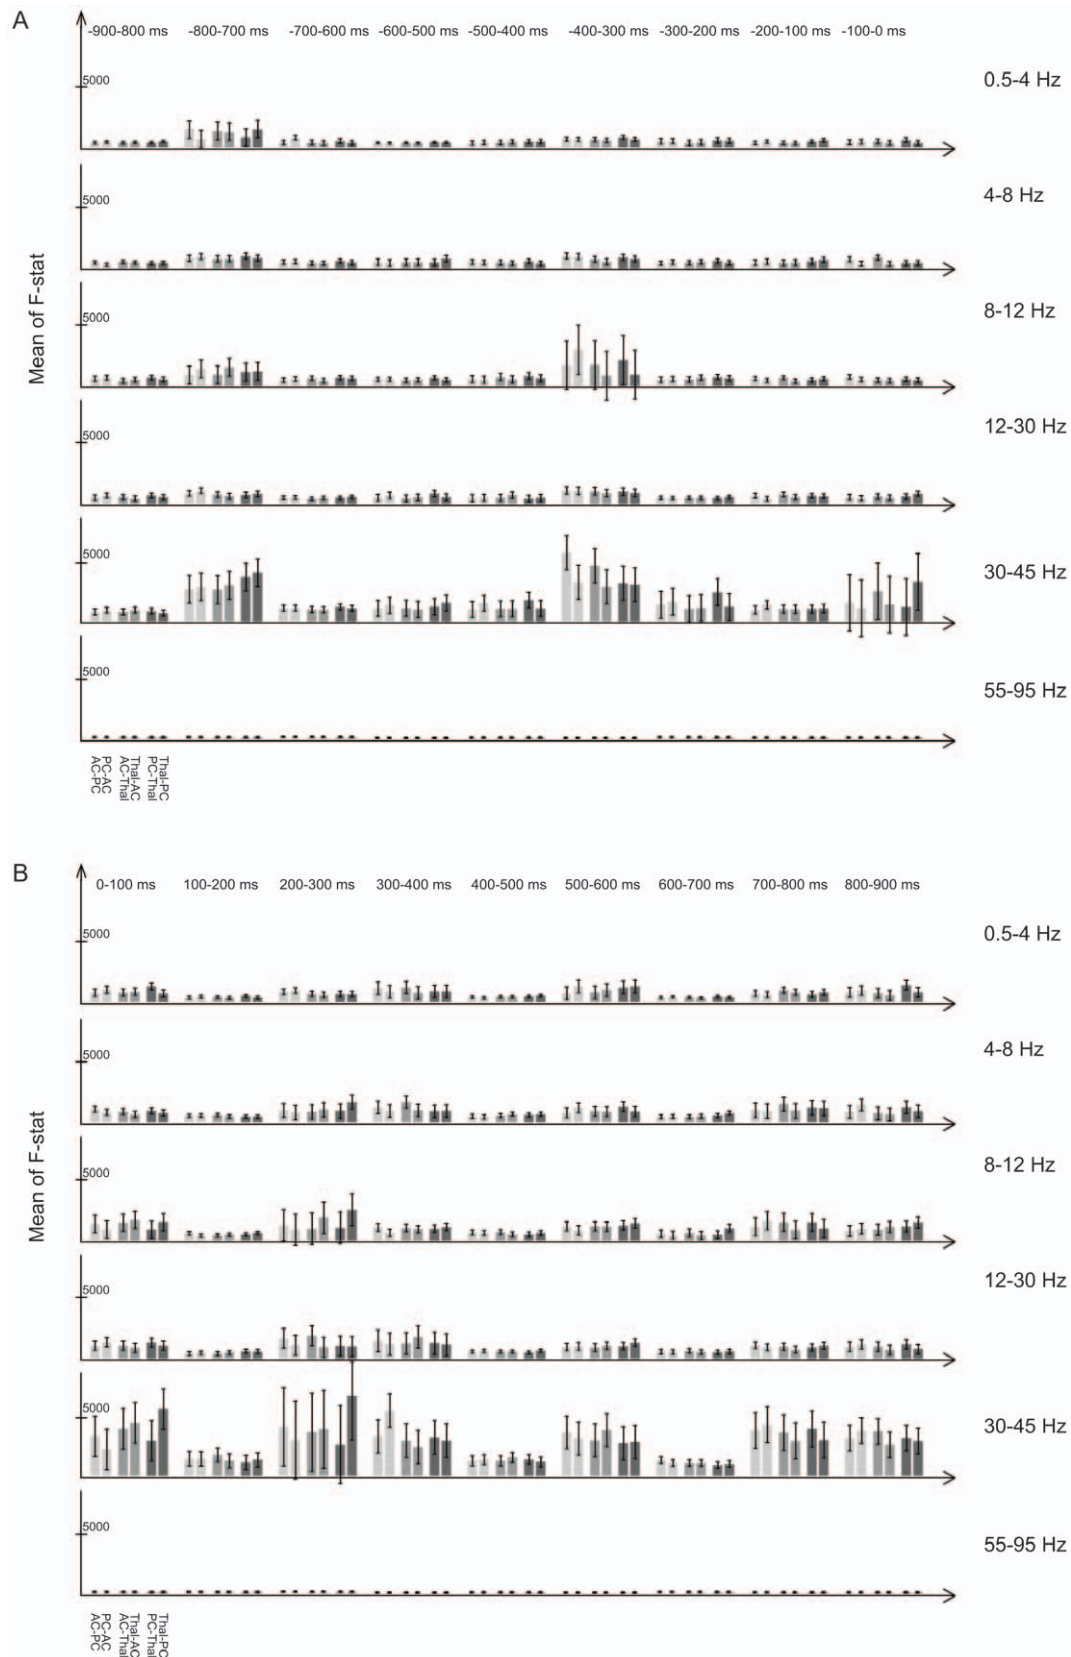 A
-900-800 ms -800-700 ms -700-600 ms -600-500 ms -500-400 ms -400-300 ms -300-200 ms -200-100 ms -100-0 ms
5000 0.5-4 Hz
5000 4-8 Hz
Mean of F-stat
5000 8-12 Hz
5000 12-30 Hz
5000 30-45 Hz
5000 55-95 Hz
AC-PC
PC-AC
AC-Thal
Thal-AC
PC-Thal
Thal-PC
B
0-100 ms 100-200 ms 200-300 ms 300-400 ms 400-500 ms 500-600 ms 600-700 ms 700-800 ms 800-900 ms
5000 0.5-4 Hz
5000 4-8 Hz
Mean of F-stat
5000 8-12 Hz
5000 12-30 Hz
5000 30-45 Hz
5000 55-95 Hz
AC-PC
PC-AC
AC-Thal
Thal-AC
PC-Thal
Thal-PC